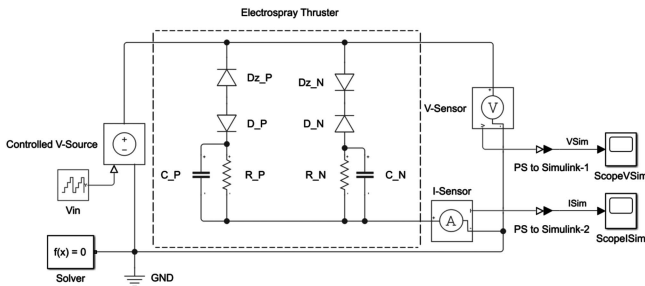 Electrospray Thruster
Dz_P
Dz_N
V-Sensor
V
D_P
D_N
Controlled V-Source
VSim
PS to Simulink-1
ScopeVSim
C_P
R_P
R_N
C_N
I-Sensor
A
ISim
PS to Simulink-2
ScopeISim
Vin
f(x) = 0
Solver
GND